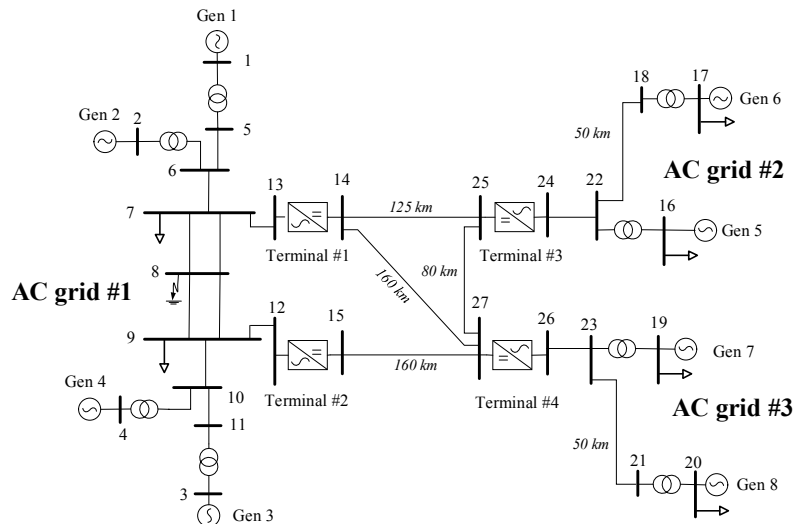 Gen 1
1
17
18
Gen 6
Gen 2
2
5
50 km
6
AC grid #2
13
14
25
24
22
7
125 km
16
Gen 5
Terminal #1
Terminal #3
8
160 km
80 km
AC grid #1
12
15
27
26
23
19
9
160 km
Gen 7
Gen 4
10
Terminal #2
Terminal #4
AC grid #3
4
11
50 km
21
20
Gen 8
3
Gen 3